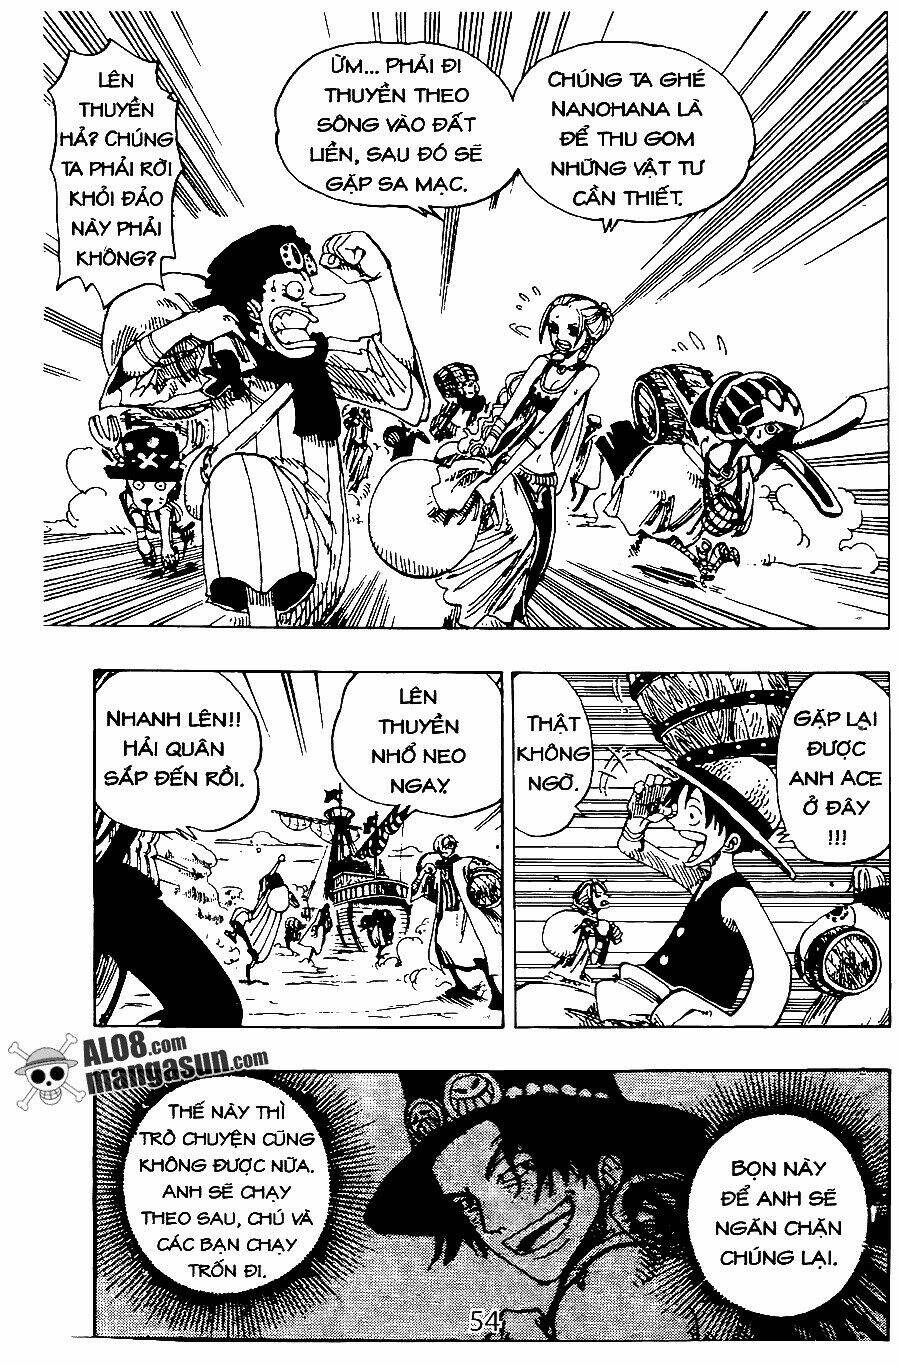 CHÚNG TA GHÉ
NANOHANA LÀ
ĐỂ THU GOM
NHỮNG VẬT TƯ
CẦN THIẾT.
ỪM... PHẢI ĐI
THUYỀN THEO
SÔNG VÀO ĐẤT
LIỀN, SAU ĐÓ SẼ
GẶP SA MẠC.
LÊN
THUYỀN
HẢ? CHÚNG
TA PHẢI RỜI
KHỎI ĐẢO
NÀY PHẢI
KHÔNG?
GẶP LẠI
ĐƯỢC
ANH ACE
Ở ĐÂY
!!!
THẬT
KHÔNG
NGỜ.
LÊN
THUYỀN
NHỔ NEO
NGAY.
NHANH LÊN!!
HẢI QUÂN
SẮP ĐẾN RỒI.
BỌN NÀY
ĐỂ ANH SẼ
NGĂN CHẶN
CHÚNG LẠI.
THẾ NÀY THÌ
TRÒ CHUYỆN CŨNG
KHÔNG ĐƯỢC NỮA.
ANH SẼ CHẠY
THEO SAU, CHÚ VÀ
CÁC BẠN CHẠY
TRỐN ĐI.
AL08.com
mangasun.com
54